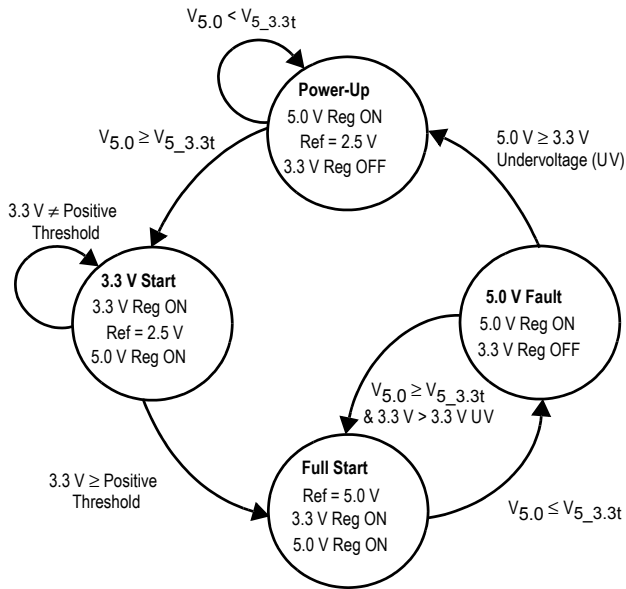 V5.0 < V5_3.3t
Power-Up
5.0 V Reg ON
Ref = 2.5 V
3.3 V Reg OFF
V5.0 ≥ V5_3.3t
5.0 V ≥ 3.3 V
Undervoltage (UV)
3.3 V ≠ Positive
Threshold
3.3 V Start
3.3 V Reg ON
Ref = 2.5 V
5.0 V Reg ON
5.0 V Fault
5.0 V Reg ON
3.3 V Reg OFF
V5.0 ≥ V5_3.3t
& 3.3 V > 3.3 V UV
3.3 V ≥ Positive
Threshold
Full Start
Ref = 5.0 V
3.3 V Reg ON
5.0 V Reg ON
V5.0 ≤ V5_3.3t